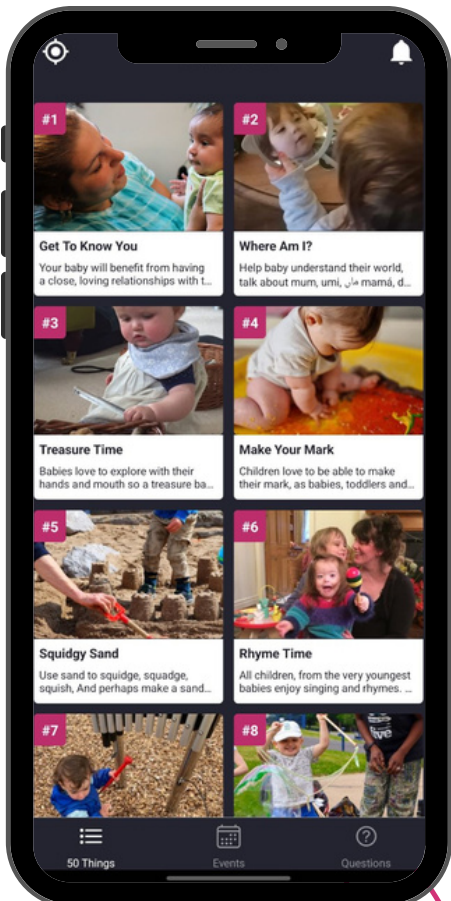 #1
#2
Get To Know You
Where Am I?
Your baby will benefit from having
a close, loving relationships with t...
Help baby understand their world,
talk about mum, umi, ماں mamá, d...
#3
#4
Treasure Time
Make Your Mark
Babies love to explore with their
hands and mouth so a treasure ba...
Children love to be able to make
their mark, as babies, toddlers and...
#5
#6
Squidgy Sand
Rhyme Time
Use sand to squidge, squadge,
squish, And perhaps make a sand...
All children, from the very youngest
babies enjoy singing and rhymes. ...
#7
#8
50 Things
Events
Questions